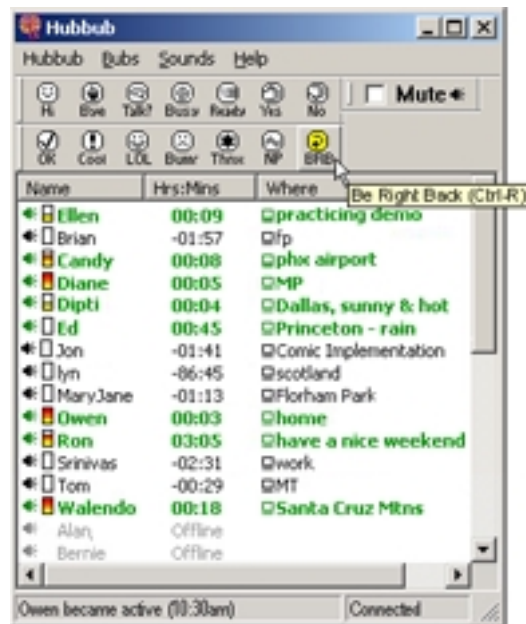 Hubbub
Hubbub Bubs Sounds Help
Hi Bye Talk? Busy Ready Yes No Mute
OK Cool LOL Bumr Thnx NP BRB
Name Hrs:Mins Where
Be Right Back (Ctrl-R)
Ellen 00:09 practicing demo
Brian -01:57 fp
Candy 00:08 phx airport
Diane 00:05 MP
Dipti 00:04 Dallas, sunny & hot
Ed 00:45 Princeton - rain
Jon -01:41 Comic Implementation
lyn -86:45 scotland
MaryJane -01:13 Florham Park
Owen 00:03 home
Ron 03:05 have a nice weekend
Srinivas -02:31 work
Tom -00:29 MT
Walendo 00:18 Santa Cruz Mtns
Alan, Offline
Bernie Offline
Owen became active (10:30am) Connected